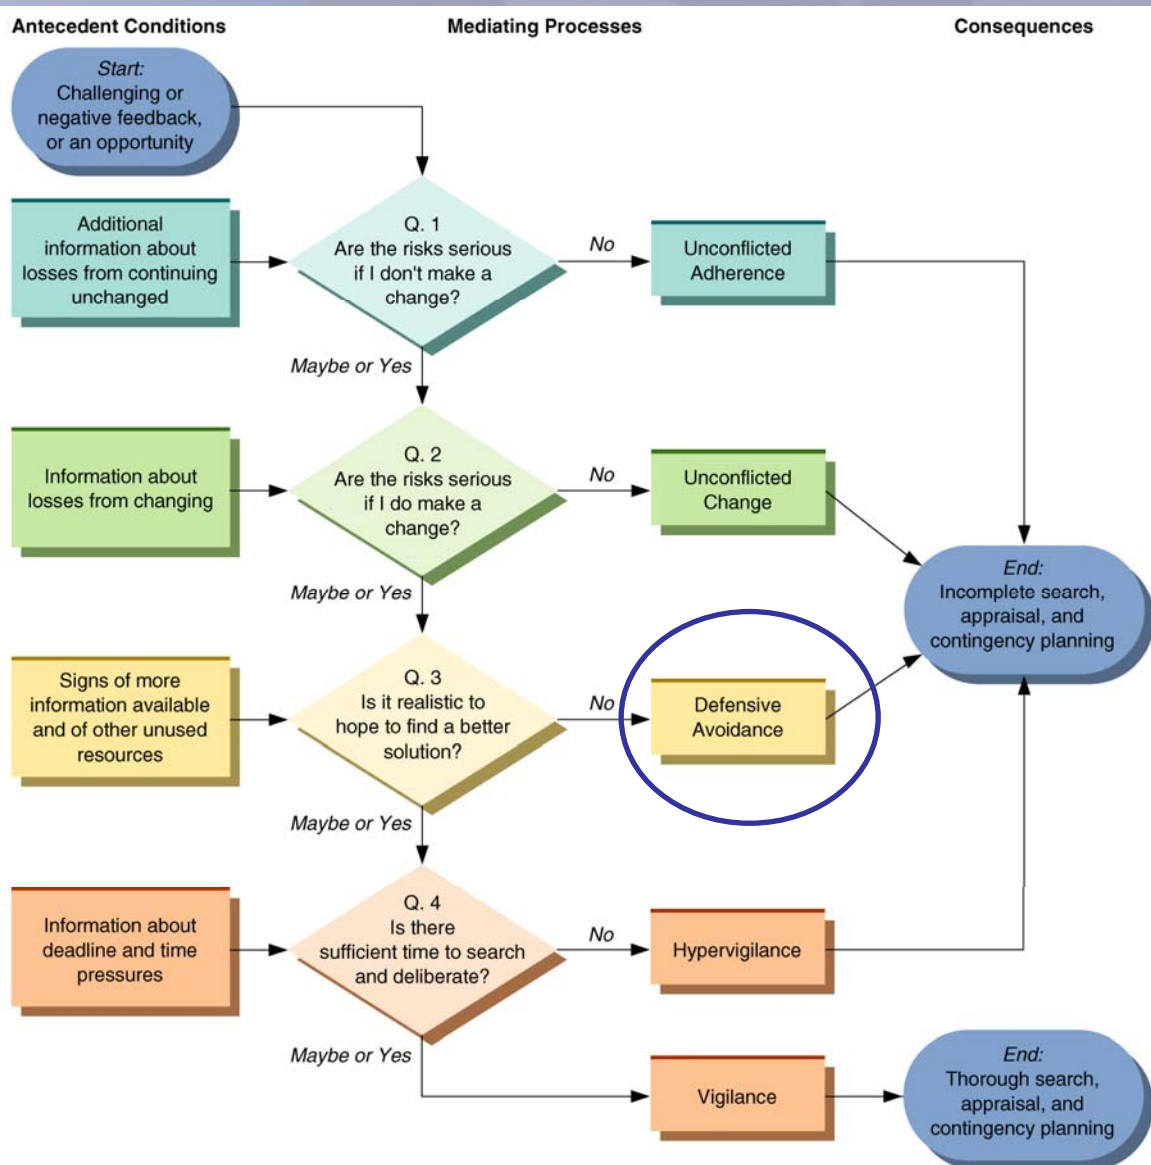 Antecedent Conditions
Mediating Processes
Consequences
Start:
Challenging or
negative feedback,
or an opportunity
Additional
information about
losses from continuing
unchanged
Q. 1
Are the risks serious
if I don't make a
change?
No
Unconflicted
Adherence
Maybe or Yes
Information about
losses from changing
Q. 2
Are the risks serious
if I do make a
change?
No
Unconflicted
Change
End:
Incomplete search,
appraisal, and
contingency planning
Maybe or Yes
Signs of more
information available
and of other unused
resources
Q. 3
Is it realistic to
hope to find a better
solution?
No
Defensive
Avoidance
Maybe or Yes
Information about
deadline and time
pressures
Q. 4
Is there
sufficient time to search
and deliberate?
No
Hypervigilance
Maybe or Yes
Vigilance
End:
Thorough search,
appraisal, and
contingency planning